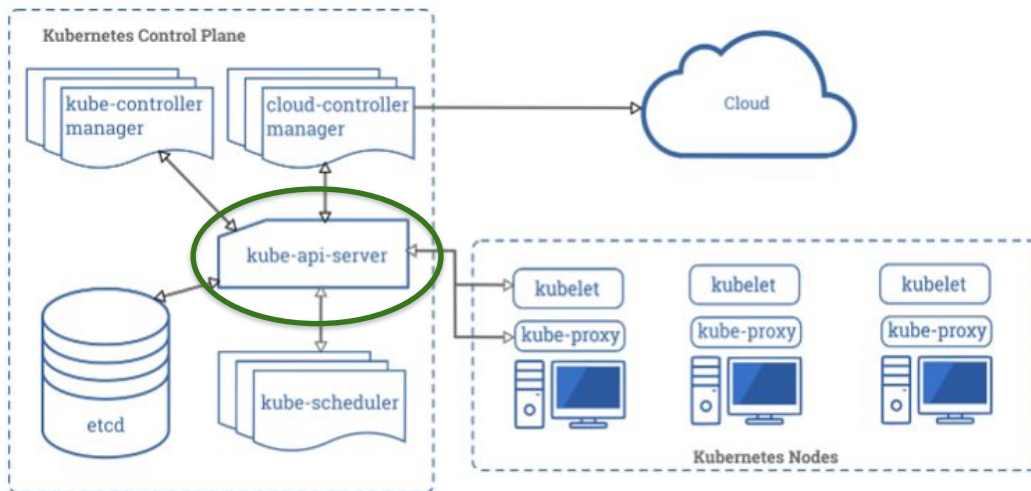 Kubernetes Control Plane
kube-controller
manager
cloud-controller
manager
Cloud
kube-api-server
kubelet
kubelet
kubelet
kube-proxy
kube-proxy
kube-proxy
etcd
kube-scheduler
Kubernetes Nodes